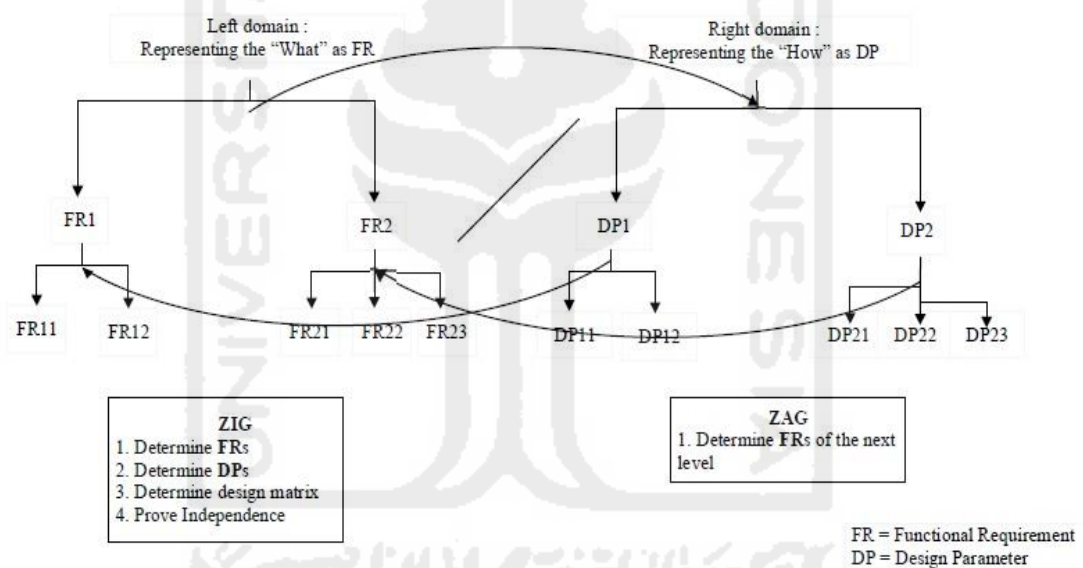 Left domain :
Representing the “What” as FR
Right domain :
Representing the “How” as DP
FR1
FR2
DP1
DP2
FR11
FR12
FR21
FR22
FR23
DP11
DP12
DP21
DP22
DP23
ZIG
1. Determine FRs
2. Determine DPs
3. Determine design matrix
4. Prove Independence
ZAG
1. Determine FRs of the next
level
FR = Functional Requirement
DP = Design Parameter